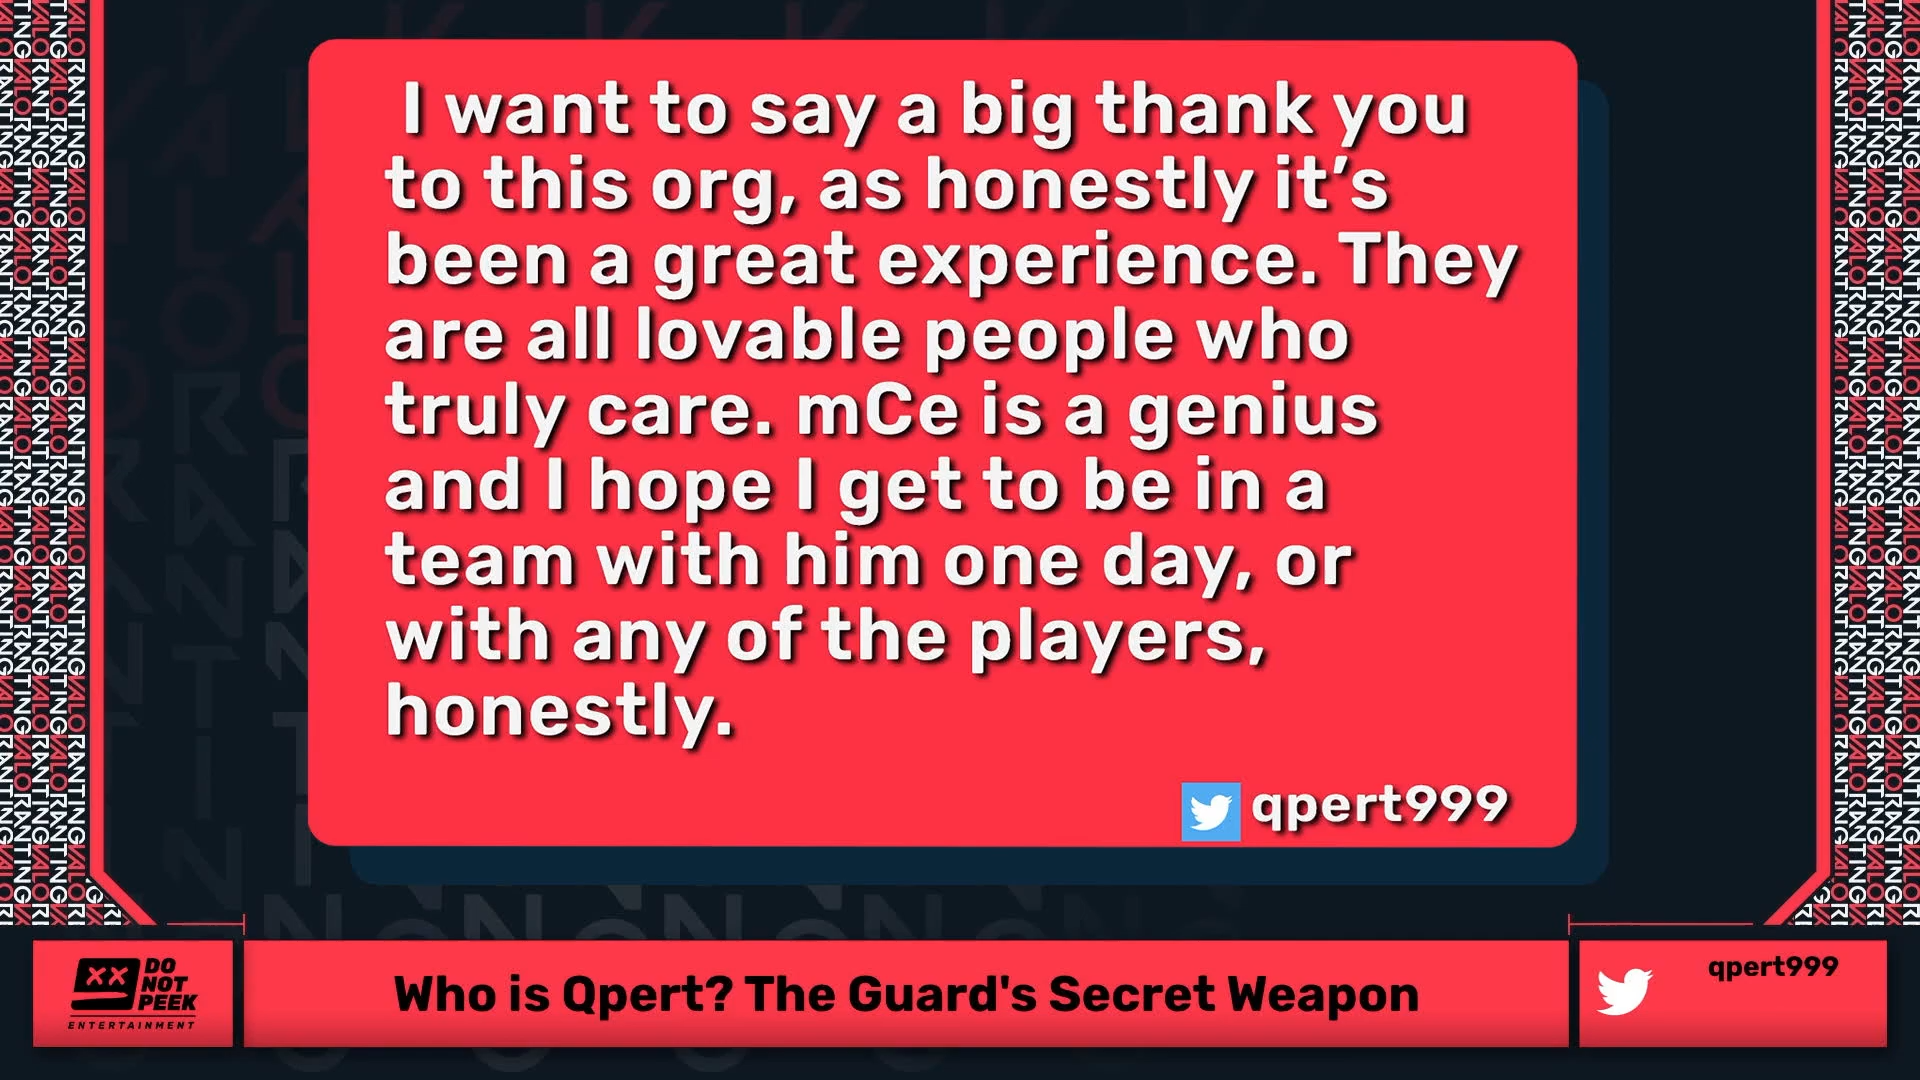 I want to say a big thank you
to this org, as honestly it’s
been a great experience. They
are all lovable people who
truly care. mCe is a genius
and I hope I get to be in a
team with him one day, or
with any of the players,
honestly.
qpert999
DO
NOT
PEEK
ENTERTAINMENT
Who is Qpert? The Guard's Secret Weapon
qpert999
VALORANTING